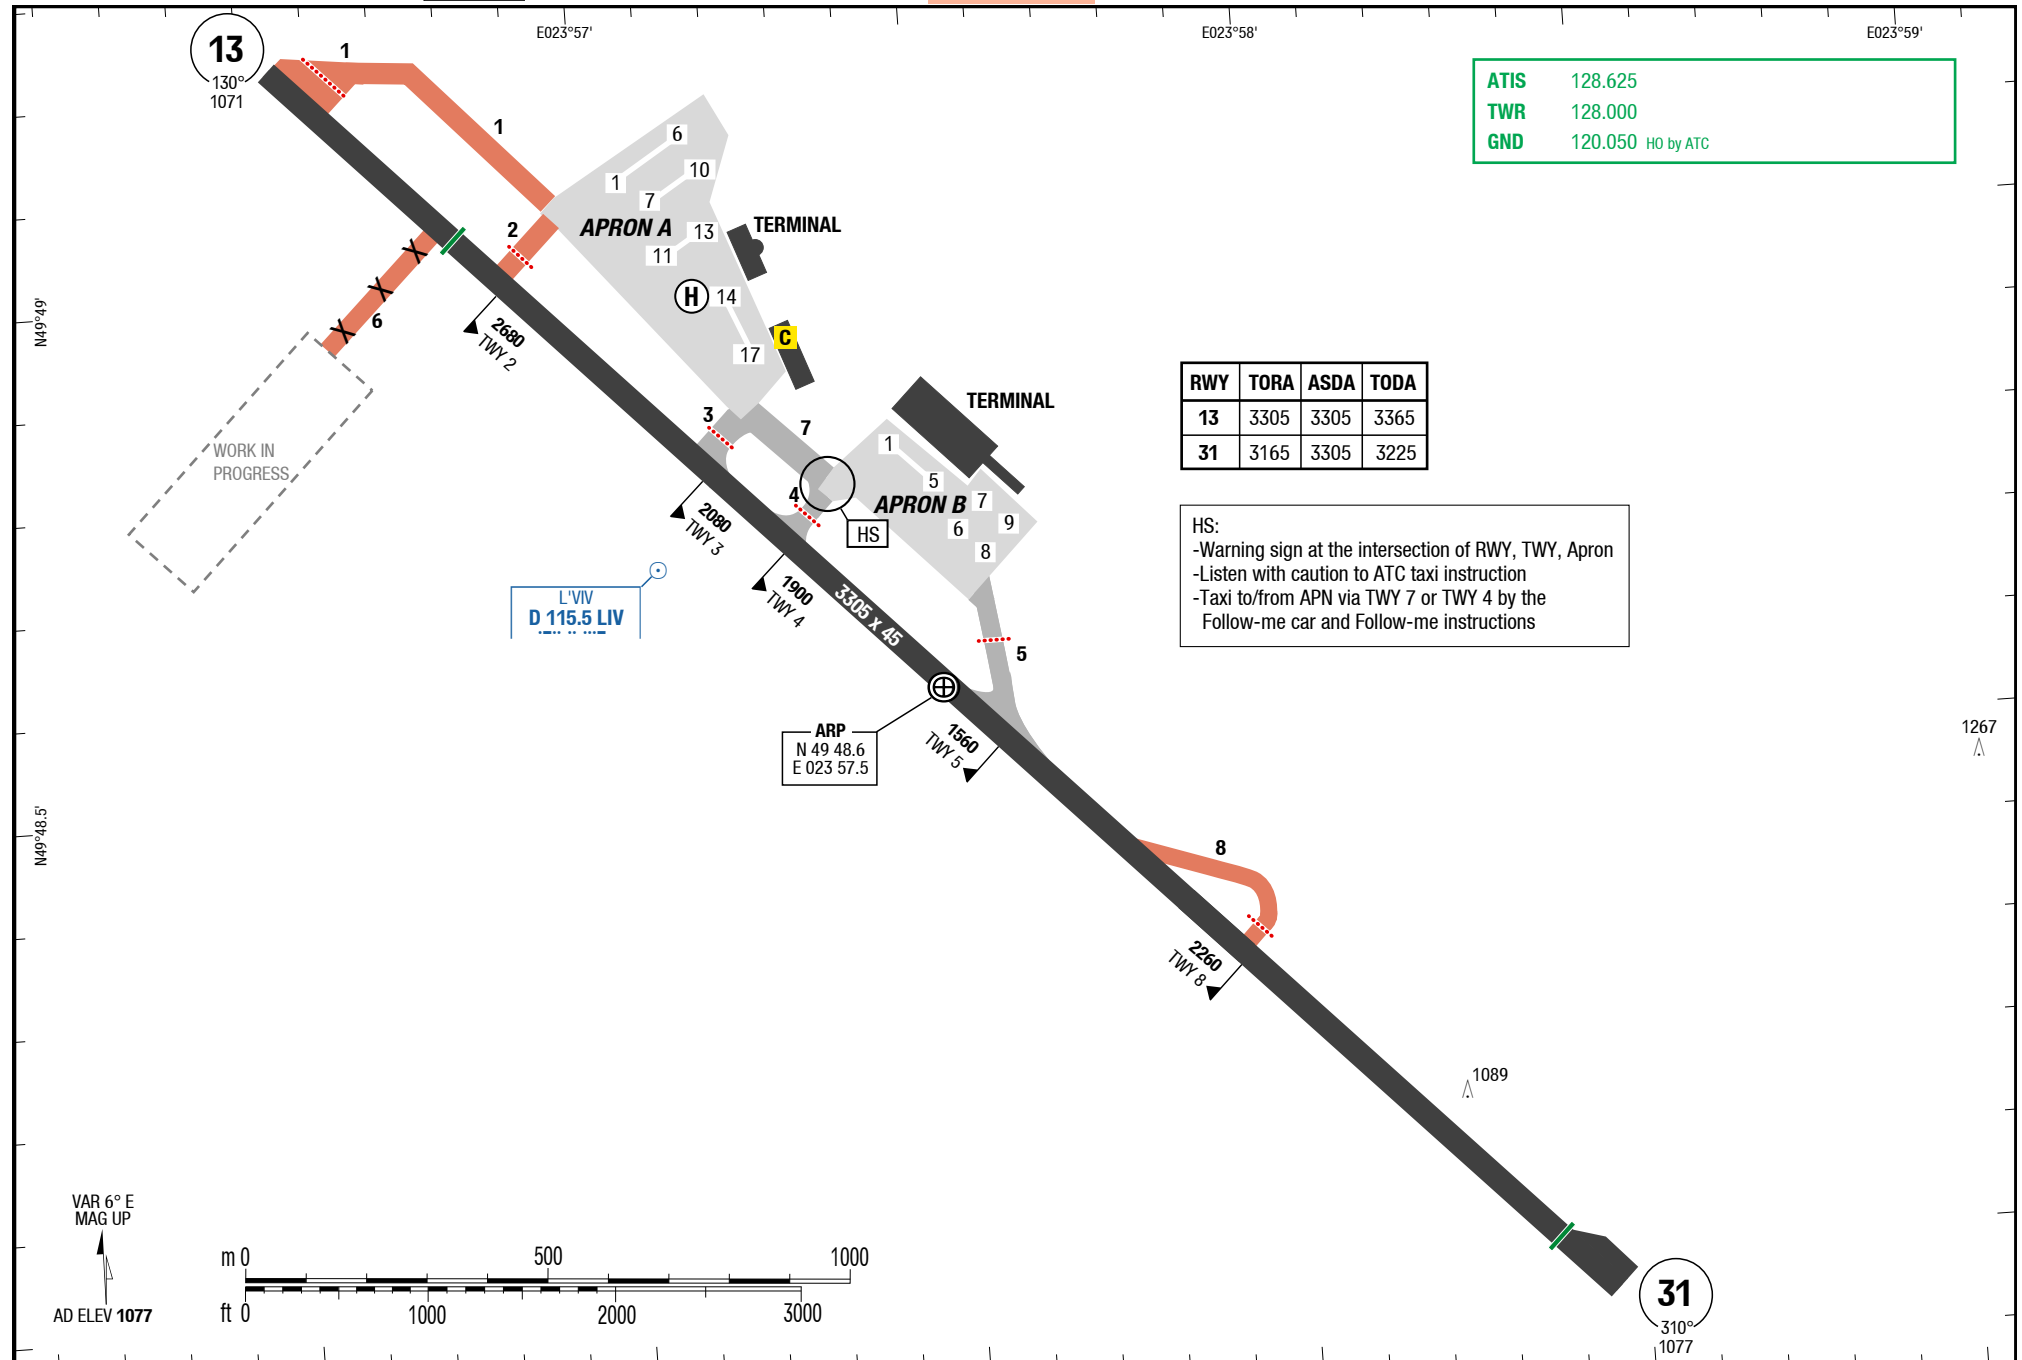 E023°57'
E023°58'
E023°59'
13
130°
1071
1
1
ATIS 128.625
TWR 128.000
GND 120.050 HO by ATC
6
1
10
7
APRON A
13
11
TERMINAL
2
H
14
17
C
6
N49°49'
2680
TWY 2
WORK IN
PROGRESS
3
7
TERMINAL
1
5
APRON B
7
9
6
8
4
HS
2080
TWY 3
1900
TWY 4
3305 x 45
RWY TORA ASDA TODA
13 3305 3305 3365
31 3165 3305 3225
HS:
-Warning sign at the intersection of RWY, TWY, Apron
-Listen with caution to ATC taxi instruction
-Taxi to/from APN via TWY 7 or TWY 4 by the
Follow-me car and Follow-me instructions
L'VIV
D 115.5 LIV
5
ARP
N 49 48.6
E 023 57.5
1560
TWY 5
1267
N49°48.5'
8
2260
TWY 8
1089
VAR 6° E
MAG UP
AD ELEV 1077
m 0 500 1000
ft 0 1000 2000 3000
31
310°
1077